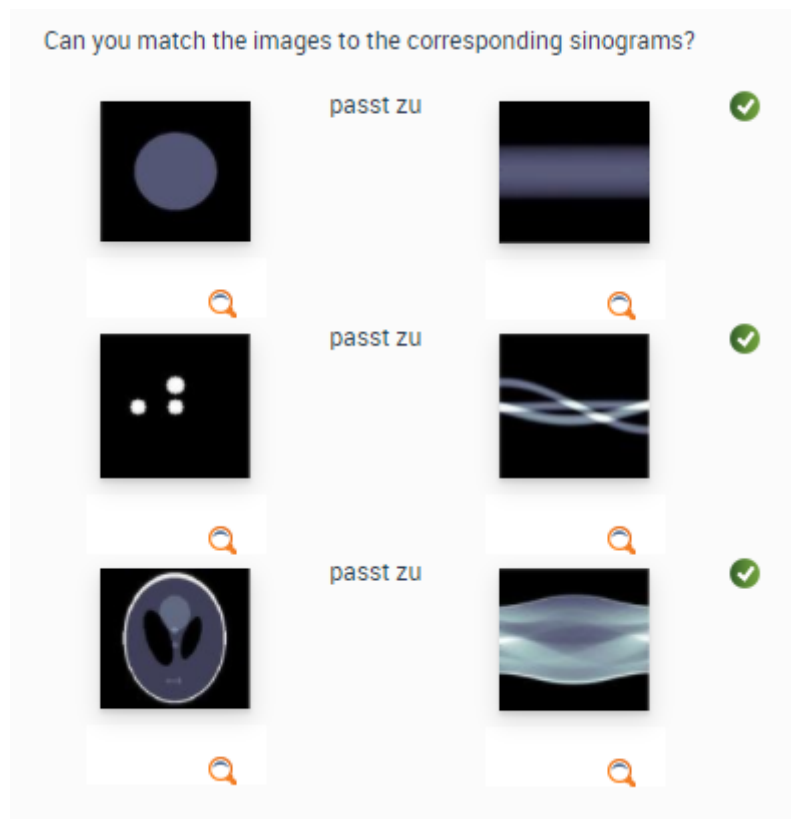 Can you match the images to the corresponding sinograms?
passt zu
passt zu
passt zu